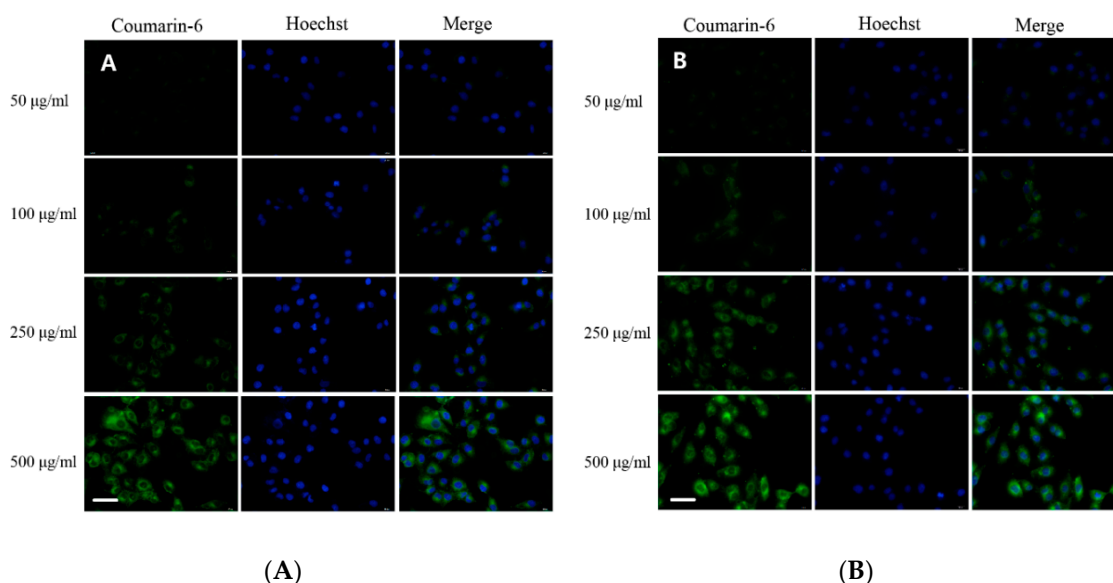 Coumarin-6 Hoechst Merge
A
50 μg/ml
100 μg/ml
250 μg/ml
500 μg/ml
(A)
Coumarin-6 Hoechst Merge
B
50 μg/ml
100 μg/ml
250 μg/ml
500 μg/ml
(B)